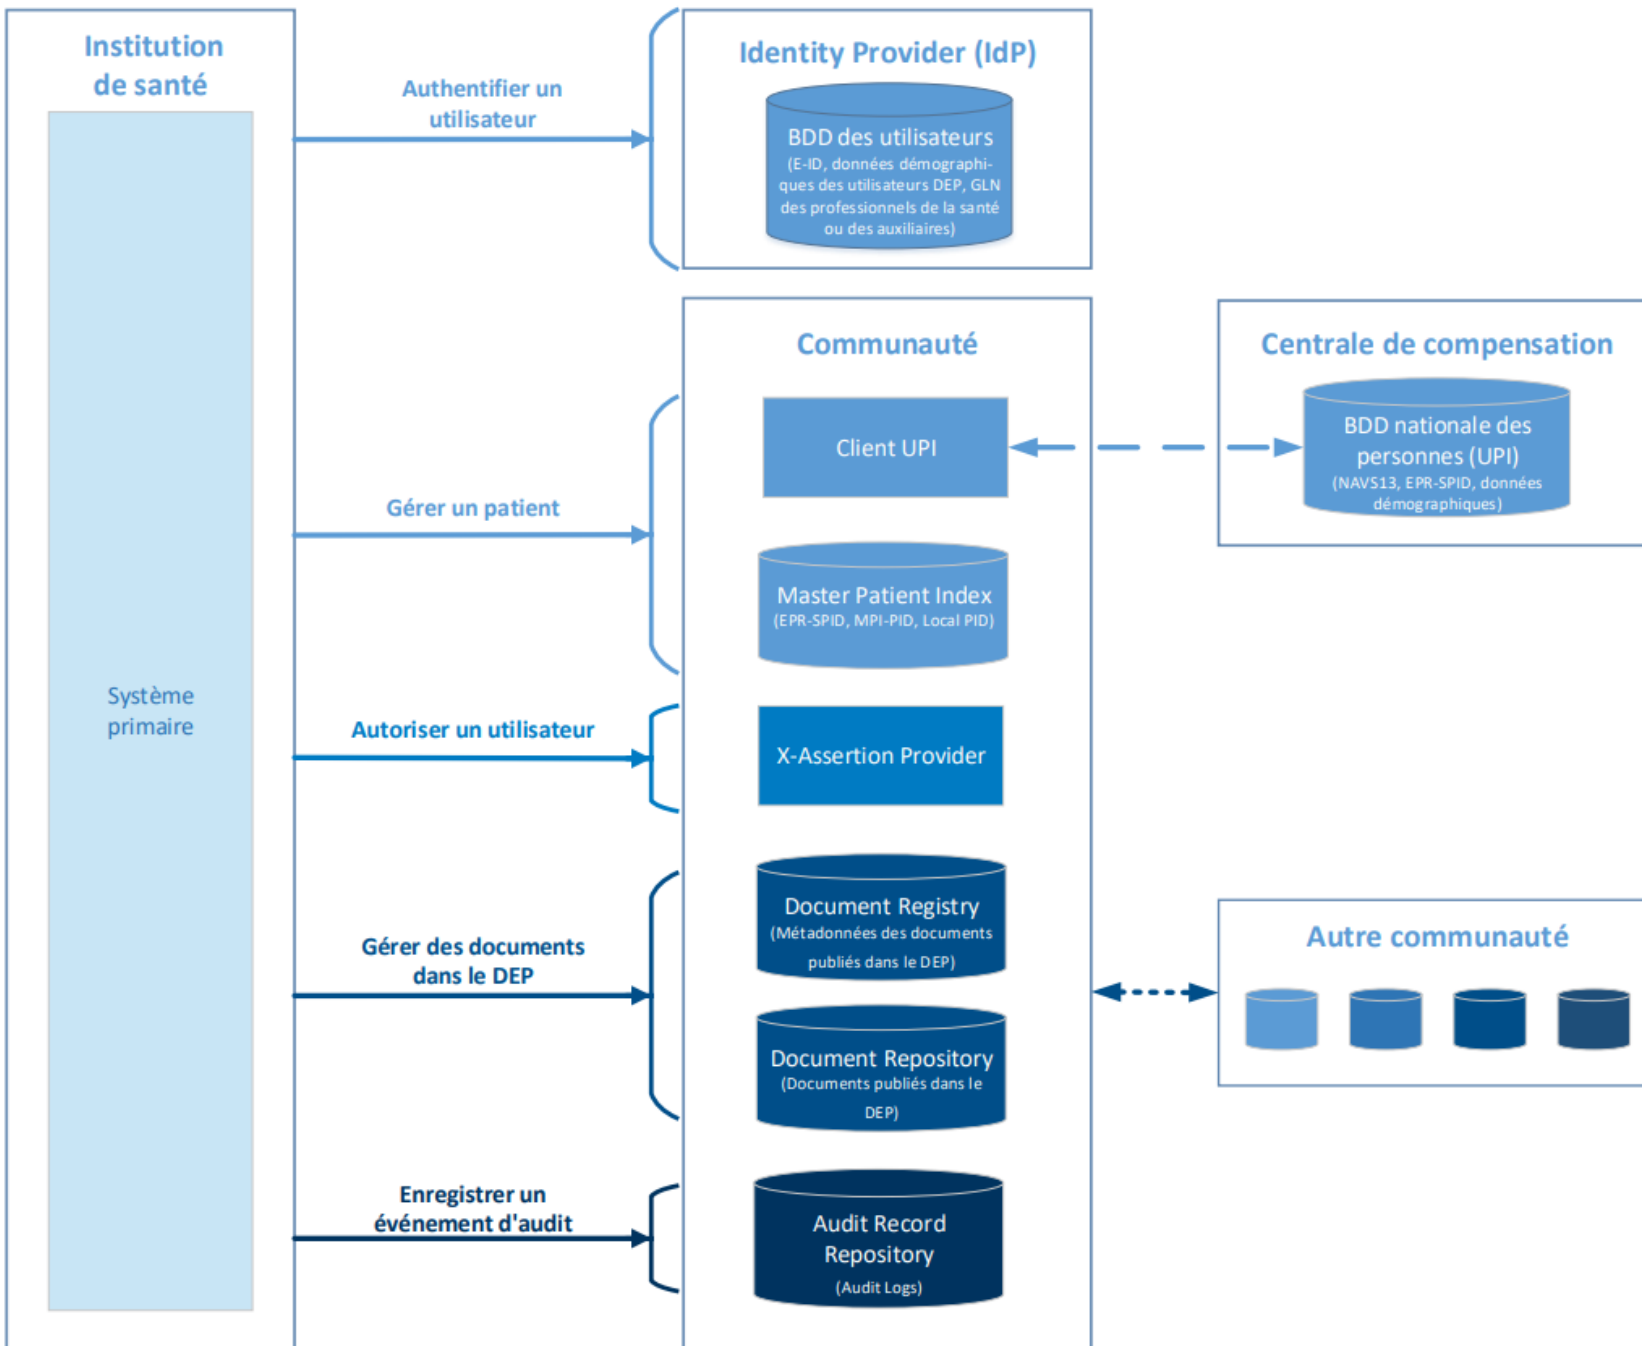 Institution
de santé
Système
primaire
Authentifier un
utilisateur
Identity Provider (IdP)
BDD des utilisateurs
(E-ID, données démographi-
ques des utilisateurs DEP, GLN
des professionnels de la santé
ou des auxiliaires)
Communauté
Gérer un patient
Client UPI
Master Patient Index
(EPR-SPID, MPI-PID, Local PID)
Centrale de compensation
BDD nationale des
personnes (UPI)
(NAVS13, EPR-SPID, données
démographiques)
Autoriser un utilisateur
X-Assertion Provider
Gérer des documents
dans le DEP
Document Registry
(Métadonnées des documents
publiés dans le DEP)
Document Repository
(Documents publiés dans le
DEP)
Autre communauté
Enregistrer un
événement d'audit
Audit Record
Repository
(Audit Logs)